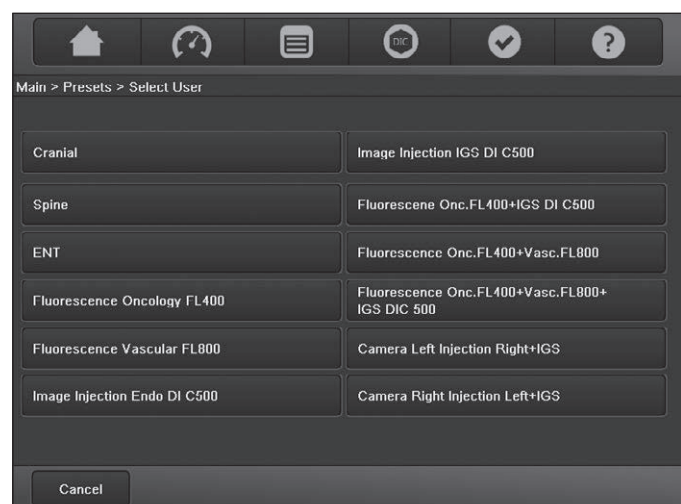 DIC
?
Main > Presets > Select User
Cranial
Image Injection IGS DI C500
Spine
Fluorescene Onc.FL400+IGS DI C500
ENT
Fluorescence Onc.FL400+Vasc.FL800
Fluorescence Oncology FL400
Fluorescence Onc.FL400+Vasc.FL800+
IGS DIC 500
Fluorescence Vascular FL800
Camera Left Injection Right+IGS
Image Injection Endo DI C500
Camera Right Injection Left+IGS
Cancel